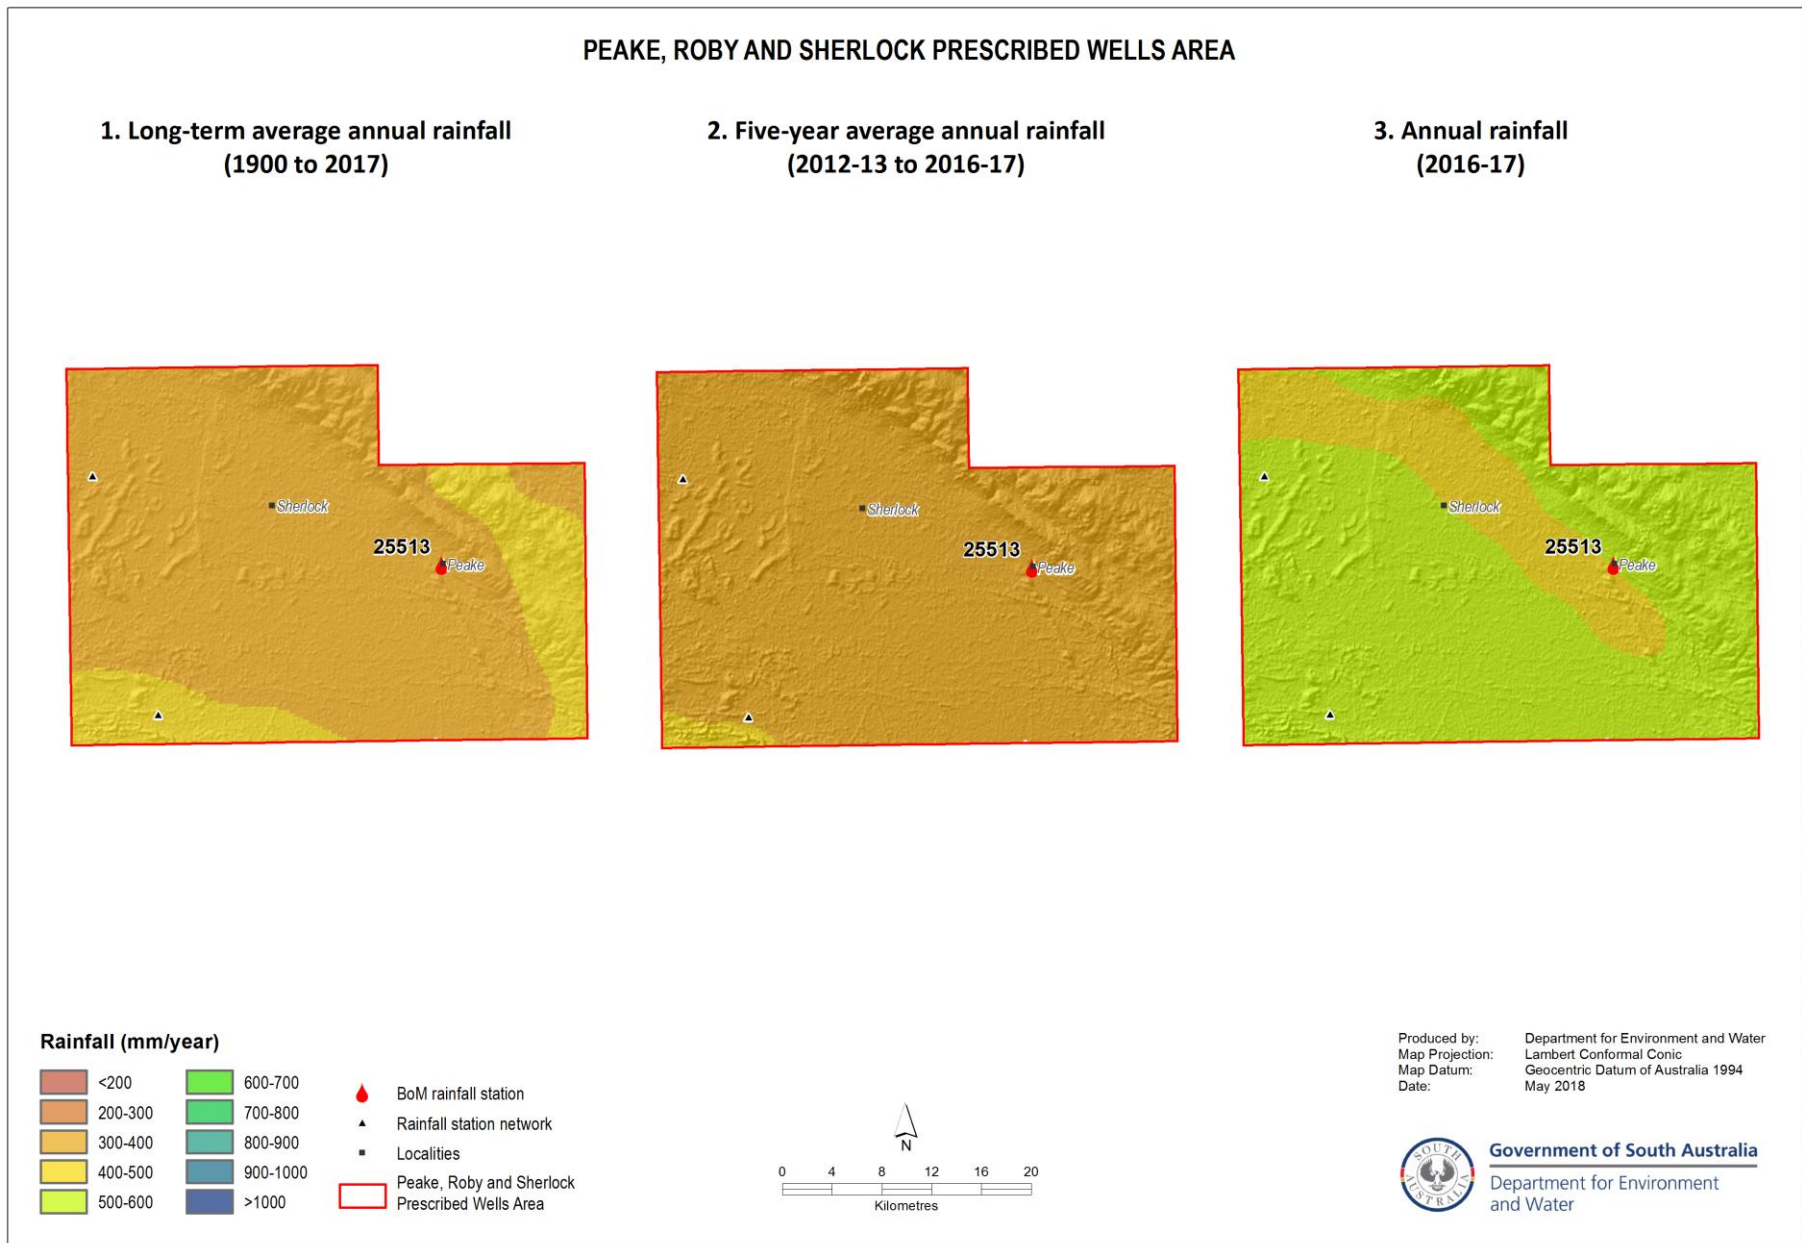 PEAKE, ROBY AND SHERLOCK PRESCRIBED WELLS AREA
1. Long-term average annual rainfall
(1900 to 2017)
2. Five-year average annual rainfall
(2012-13 to 2016-17)
3. Annual rainfall
(2016-17)
Sherlock
25513
Peake
Sherlock
25513
Peake
Sherlock
25513
Peake
Rainfall (mm/year)
<200
200-300
300-400
400-500
500-600
600-700
700-800
800-900
900-1000
>1000
BoM rainfall station
Rainfall station network
Localities
Peake, Roby and Sherlock
Prescribed Wells Area
N
0 4 8 12 16 20
Kilometres
Produced by: Department for Environment and Water
Map Projection: Lambert Conformal Conic
Map Datum: Geocentric Datum of Australia 1994
Date: May 2018
SOUTH AUSTRALIA
Government of South Australia
Department for Environment
and Water